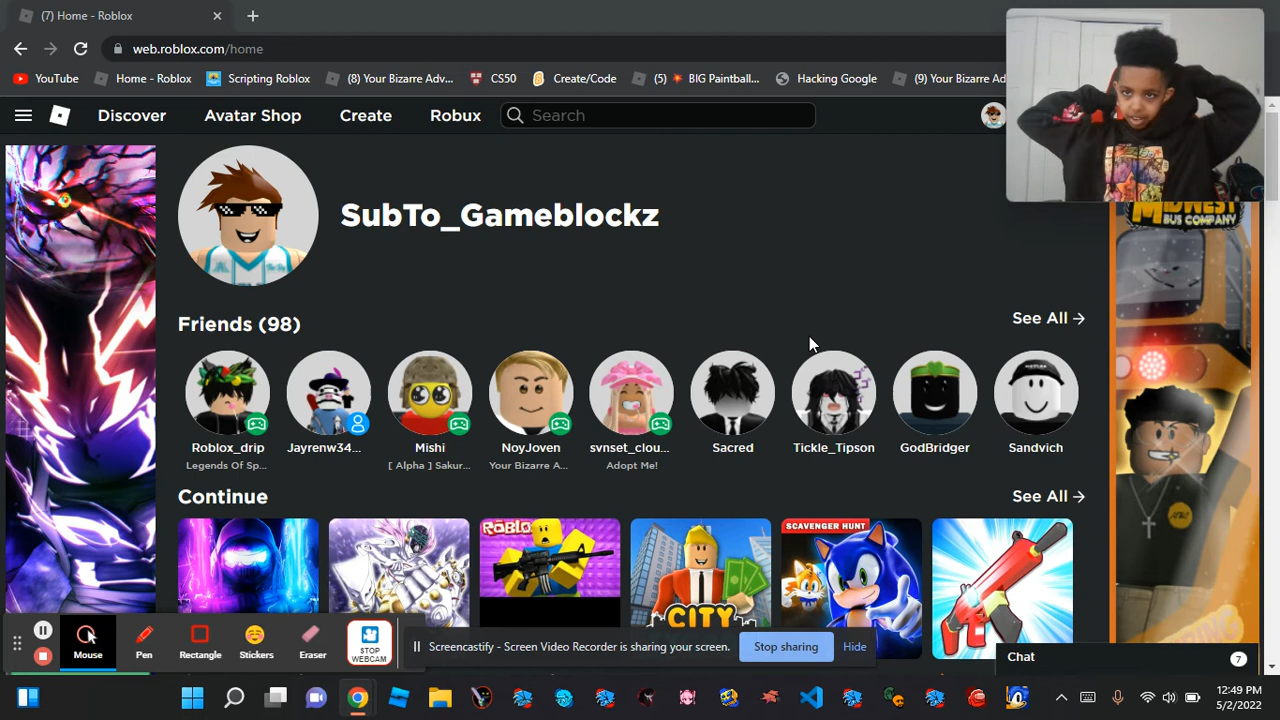 (7) Home - Roblox
web.roblox.com/home
YouTube Home - Roblox Scripting Roblox (8) Your Bizarre Adv... CS50 Create/Code (5) 💥 BIG Paintball... Hacking Google (9) Your Bizarre Ad
Discover Avatar Shop Create Robux Search
SubTo_Gameblockz
MIDWEST
BUS COMPANY
Friends (98) See All →
Roblox_drip Jayrenw34... Mishi NoyJoven svnset_clou... Sacred Tickle_Tipson GodBridger Sandvich
Legends Of Sp... [ Alpha ] Sakur... Your Bizarre A... Adopt Me!
Continue See All →
ROBLOX
SCAVENGER HUNT
CITY
Mouse Pen Rectangle Stickers Eraser STOP
WEBCAM
Screencastify - Screen Video Recorder is sharing your screen. Stop sharing Hide
Chat 7
12:49 PM
5/2/2022